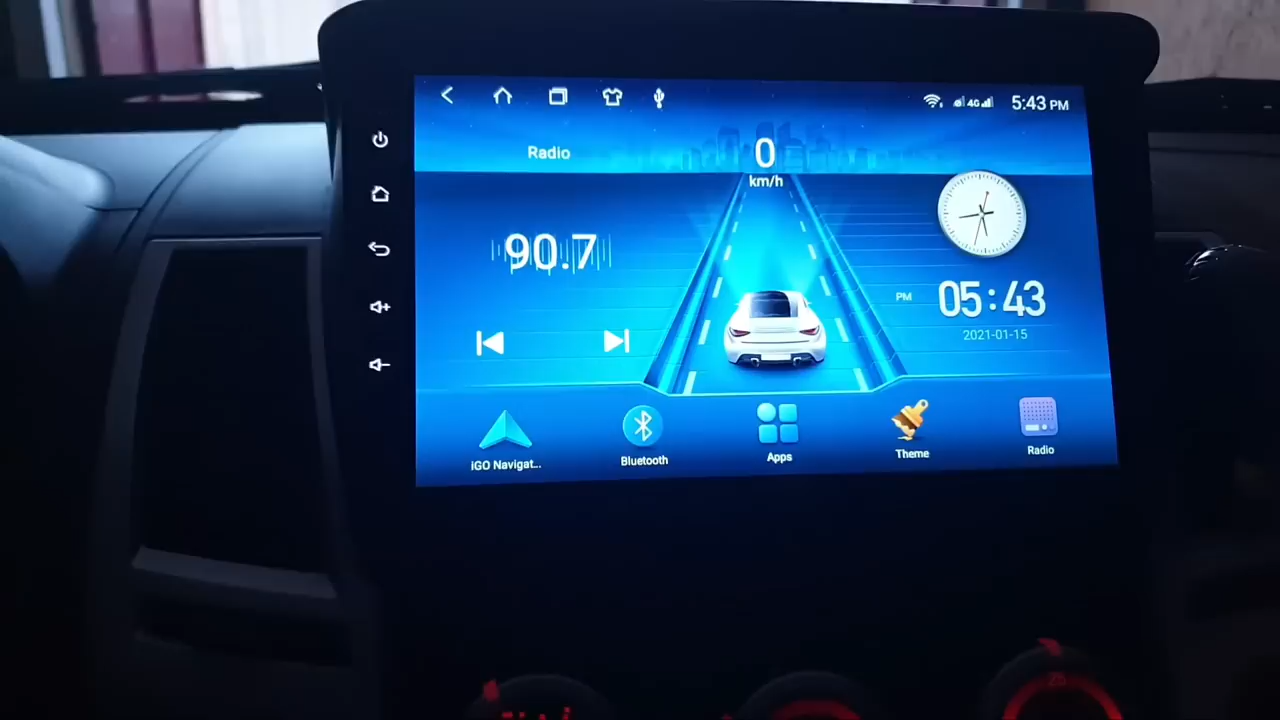 4G
5:43 PM
Radio
0
km/h
90.7
PM
05:43
2021-01-15
iGO Navigat...
Bluetooth
Apps
Theme
Radio
25